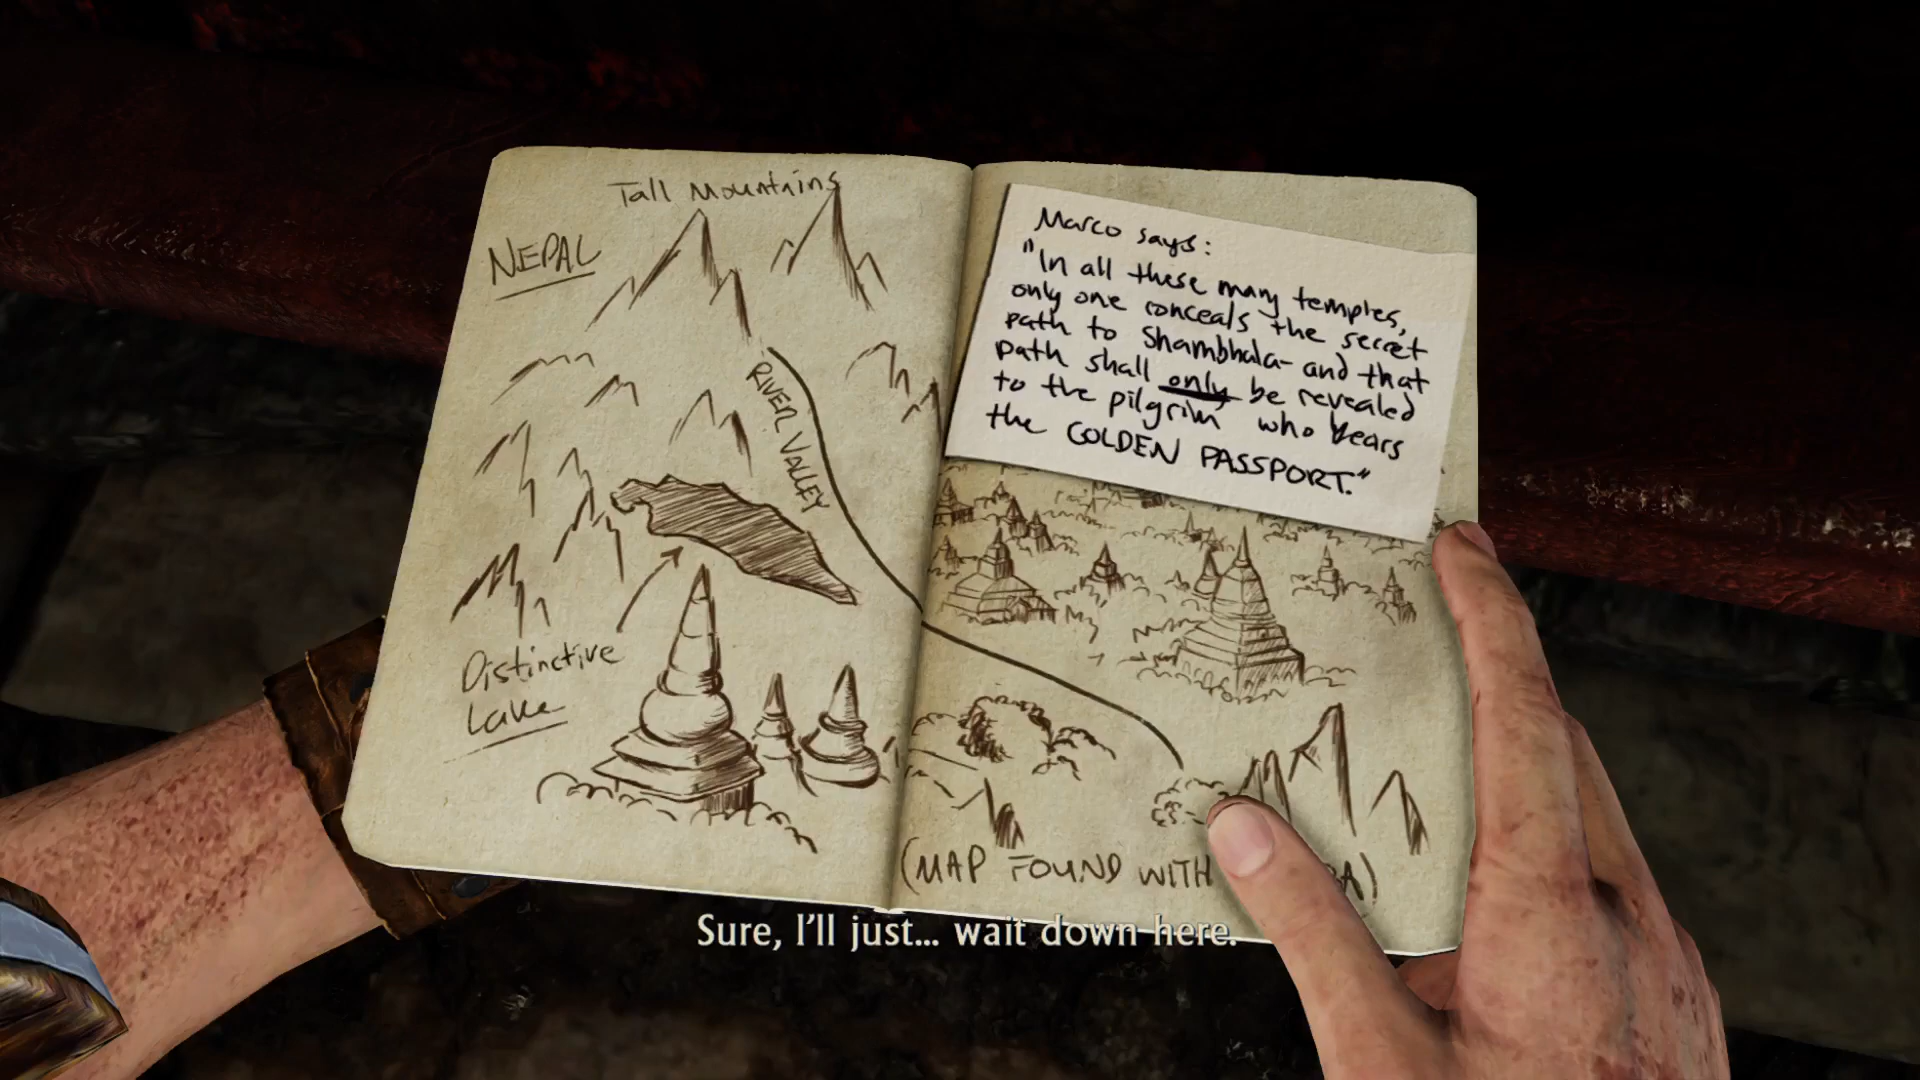 Tall Mountains
NEPAL
RIVER VALLEY
Distinctive
Lake
Marco says:
"In all these many temples,
only one conceals the secret
path to Shambhala- and that
path shall only be revealed
to the pilgrim who bears
the GOLDEN PASSPORT."
(MAP FOUND WITH
Sure, I'll just... wait down here.